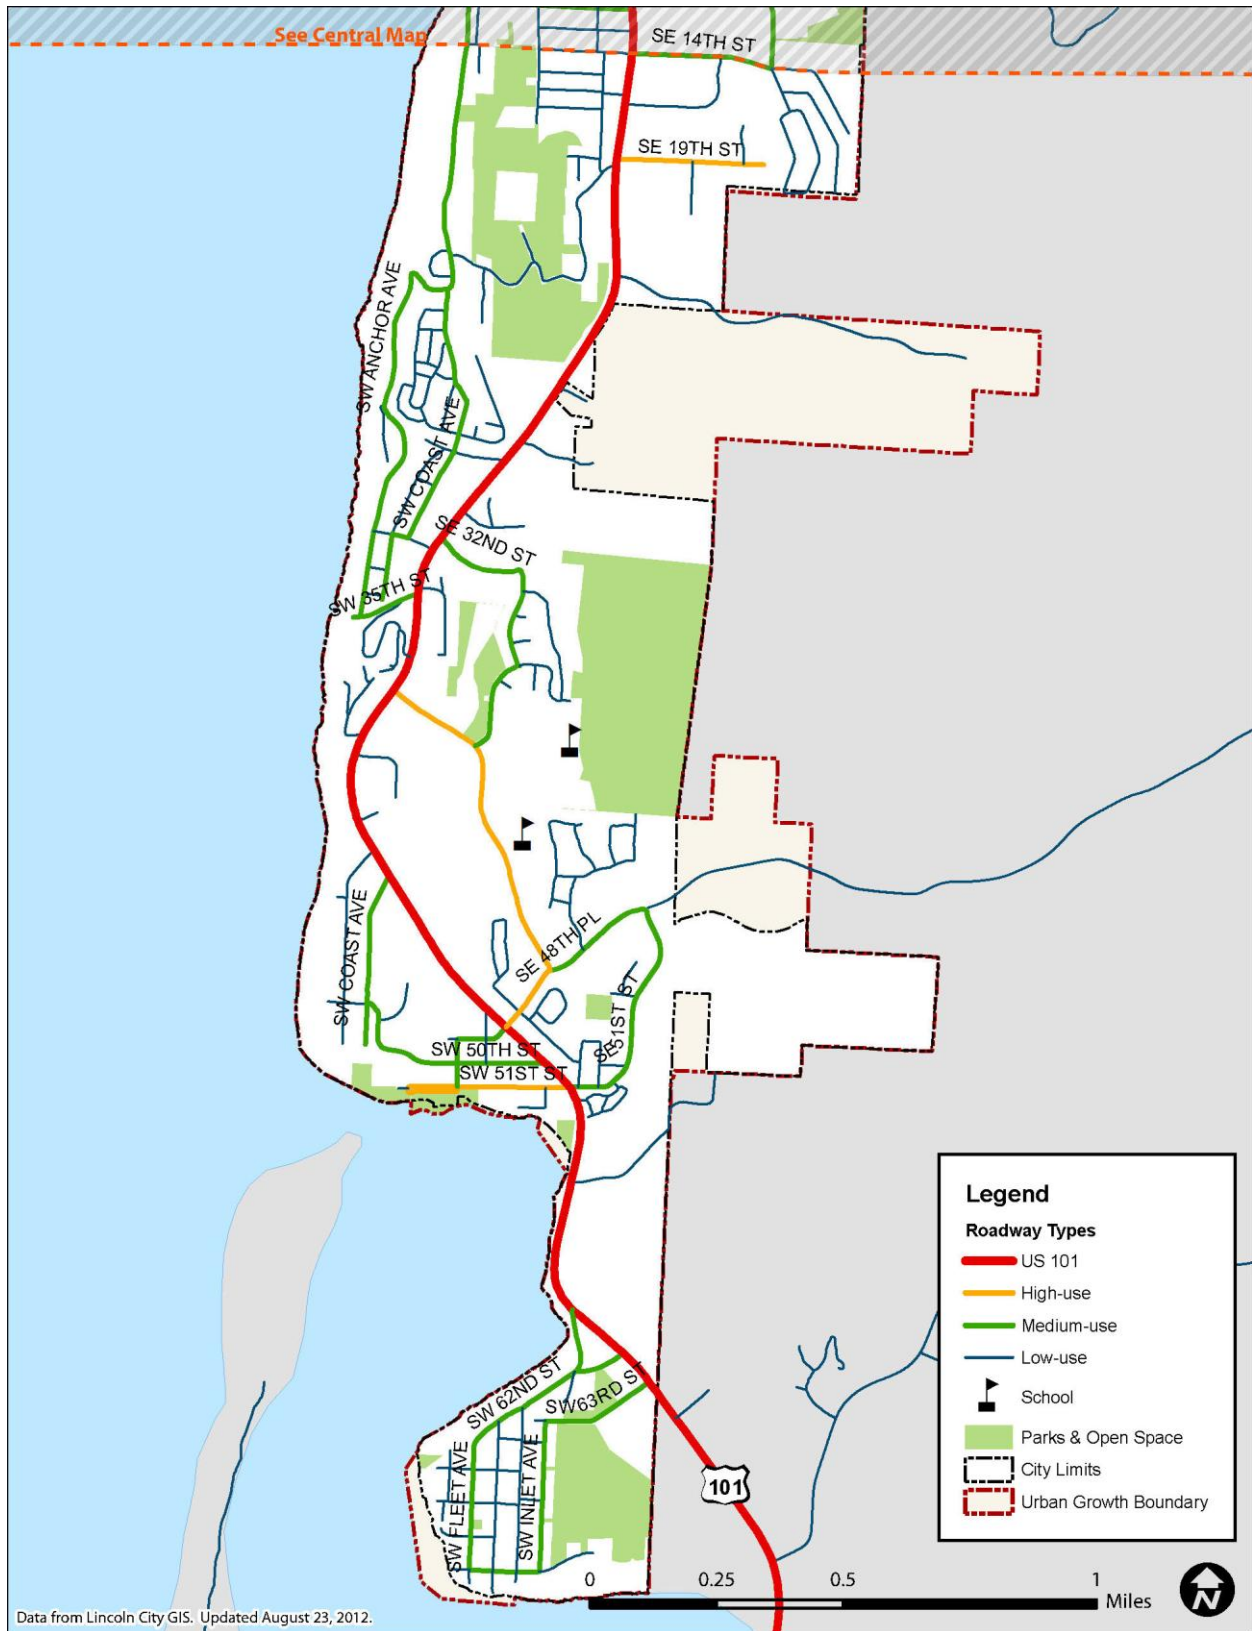 See Central Map
SE 14TH ST
SE 19TH ST
SW ANCHOR AVE
SW COAST AVE
SE 32ND ST
SW 35TH ST
SE 48TH PL
SW COAST AVE
SE 51ST ST
SW 50TH ST
SW 51ST ST
Legend
Roadway Types
US 101
High-use
Medium-use
Low-use
School
Parks & Open Space
City Limits
Urban Growth Boundary
SW 62ND ST
SW 63RD ST
SW FLEET AVE
SW INLET AVE
101
0 0.25 0.5 1
Miles
N
Data from Lincoln City GIS. Updated August 23, 2012.